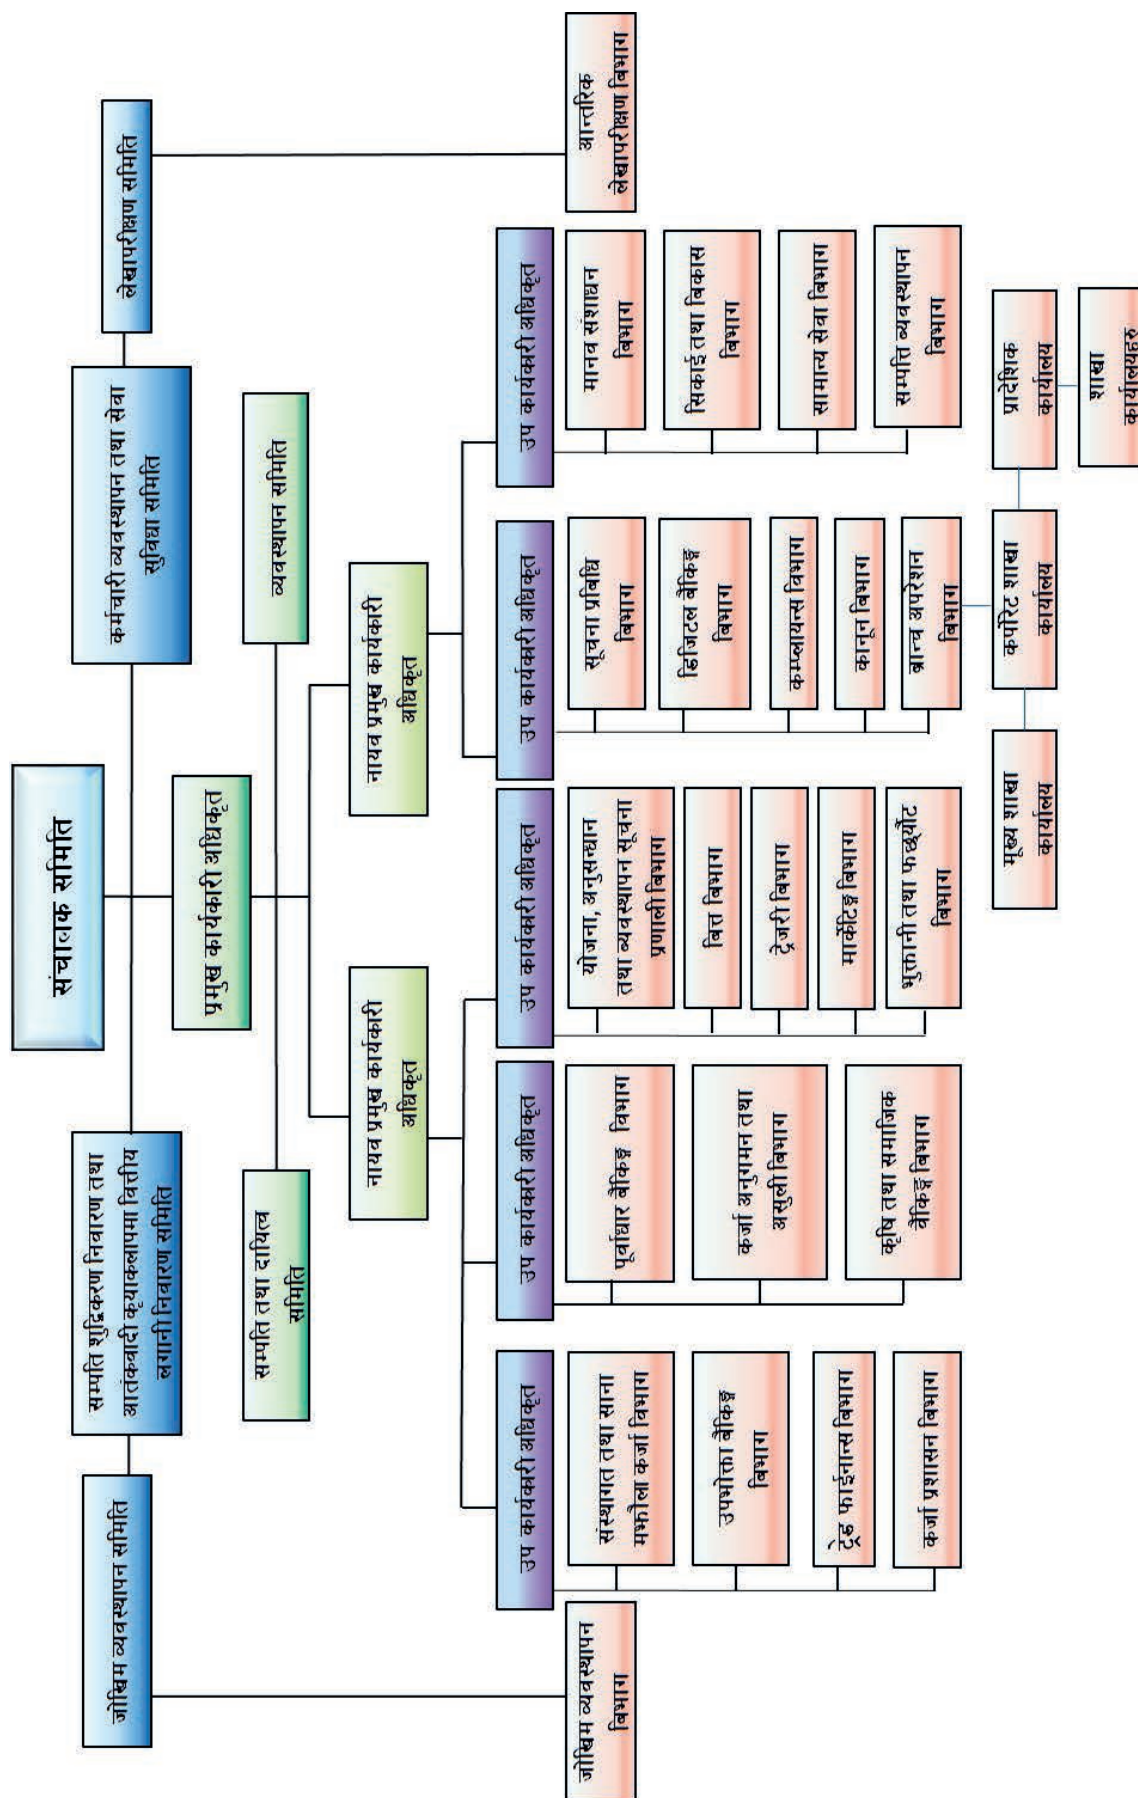 संचालक समिति
जोखिम व्यवस्थापन समिति
सम्पति शुद्धिकरण निवारण तथा
आतंकवादी कृयाकलापमा वित्तीय
लगानी निवारण समिति
कर्मचारी व्यवस्थापन तथा सेवा
सुविधा समिति
लेखापरीक्षण समिति
प्रमुख कार्यकारी अधिकृत
सम्पति तथा दायित्व
समिति
व्यवस्थापन समिति
नायव प्रमुख कार्यकारी
अधिकृत
नायव प्रमुख कार्यकारी
अधिकृत
उप कार्यकारी अधिकृत
उप कार्यकारी अधिकृत
उप कार्यकारी अधिकृत
उप कार्यकारी अधिकृत
उप कार्यकारी अधिकृत
जोखिम व्यवस्थापन
बिभाग
संस्थागत तथा साना
मझौला कर्जा बिभाग
उपभोक्ता बैकिङ्ग
बिभाग
ट्रेड फाईनान्स बिभाग
कर्जा प्रशासन बिभाग
पूर्वाधार बैकिङ्ग विभाग
कर्जा अनुगमन तथा
असुली बिभाग
कृषि तथा समाजिक
बैंकिङ्ग बिभाग
योजना, अनुसन्धान
तथा व्यवस्थापन सूचना
प्रणाली बिभाग
बित्त बिभाग
ट्रेजरी बिभाग
मार्केटिङ्ग बिभाग
भुक्तानी तथा फर्छ्यौट
बिभाग
सूचना प्रबिधि
बिभाग
डिजिटल बैकिङ्ग
बिभाग
कम्प्लायन्स बिभाग
कानून बिभाग
ब्रान्च अपरेशन
बिभाग
मानव संशाधन
बिभाग
सिकाई तथा बिकास
बिभाग
सामान्य सेवा बिभाग
सम्पत्ति व्यवस्थापन
बिभाग
आन्तरिक
लेखापरीक्षण बिभाग
मूख्य शाखा
कार्यालय
कर्पोरेट शाखा
कार्यालय
प्रादेशिक
कार्यालय
शाखा
कार्यालयहरु